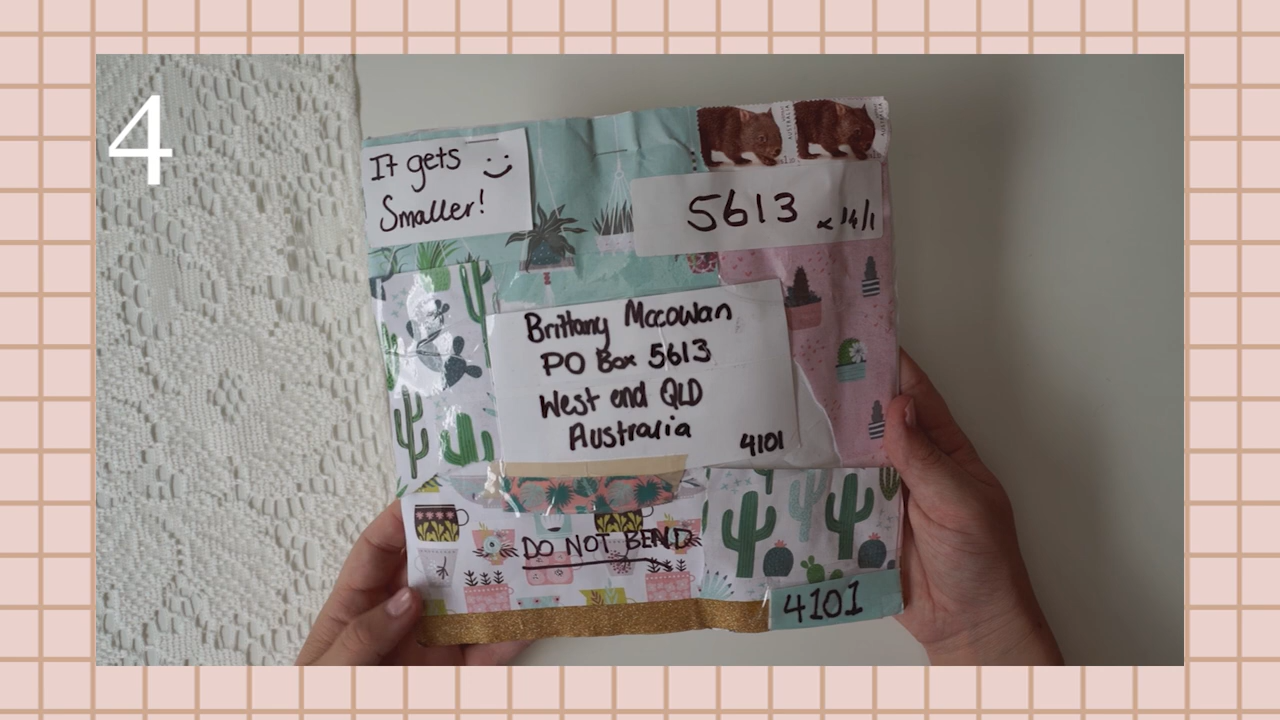 4
It gets
Smaller!
AUSTRALIA
5613 x 14/1
Brittany Mccowan
PO Box 5613
West end QLD
Australia
4101
DO NOT BEND
4101